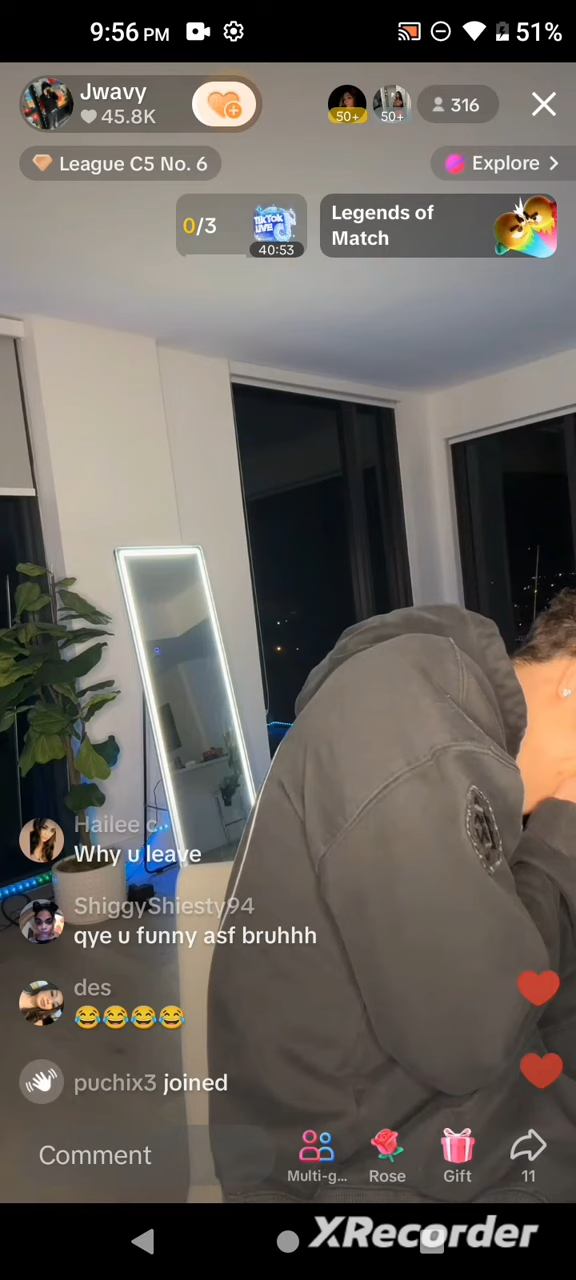 9:56 PM
51%
Jwavy
45.8K
50+
50+
316
League C5 No. 6
Explore >
0/3
TIKTOK
LIVE
40:53
Legends of
Match
Hailee c..
Why u leave
ShiggyShiesty94
qye u funny asf bruhhh
des
😂😂😂😂
puchix3 joined
Comment
Multi-g...
Rose
Gift
11
XRecorder